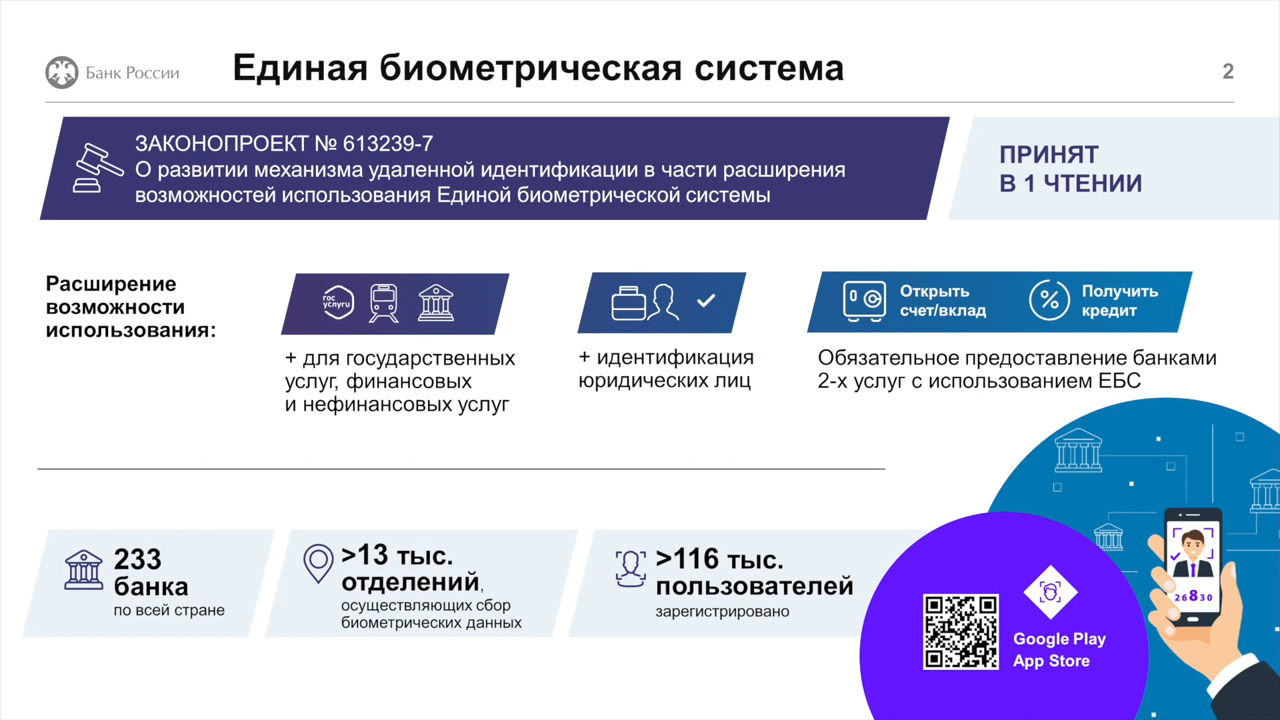 Банк России
Единая биометрическая система
2
ЗАКОНОПРОЕКТ № 613239-7
О развитии механизма удаленной идентификации в части расширения
возможностей использования Единой биометрической системы
ПРИНЯТ
В 1 ЧТЕНИИ
Расширение
возможности
использования:
гос
услуги
+ для государственных
услуг, финансовых
и нефинансовых услуг
+ идентификация
юридических лиц
Открыть
счет/вклад
Получить
кредит
Обязательное предоставление банками
2-х услуг с использованием ЕБС
233
банка
по всей стране
>13 тыс.
отделений,
осуществляющих сбор
биометрических данных
>116 тыс.
пользователей
зарегистрировано
Google Play
App Store
26830